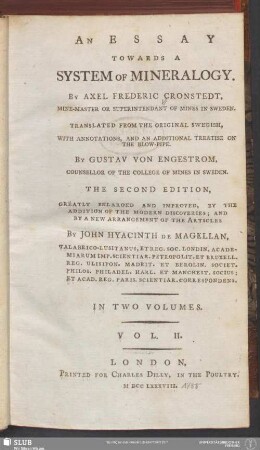 AN ESSAY
TOWARDS A
SYSTEM OF MINERALOGY,
BY AXEL FREDERIC CRONSTEDT,
MINE-MASTER OR SUPERINTENDANT OF MINES IN SWEDEN.
TRANSLATED FROM THE ORIGINAL SWEDISH,
WITH ANNOTATIONS, AND AN ADDITIONAL TREATISE ON
THE BLOW-PIPE.
BY GUSTAV VON ENGESTROM,
COUNSELLOR OF THE COLLEGE OF MINES IN SWEDEN.
THE SECOND EDITION,
GREATLY ENLARGED AND IMPROVED, BY THE
ADDITION OF THE MODERN DISCOVERIES; AND
BY A NEW ARRANGEMENT OF THE ARTICLES
BY JOHN HYACINTH DE MAGELLAN,
TALABRICO-LUSITANUS, ET REG. SOC. LONDIN, ACADE-
MIARUM IMP. SCIENTIAR. PETROPOLIT. ET BRUXELL.
REG. ULISIPON. MADRIT. ET BEROLIN. SOCIET.
PHILOS. PHILADEL. HARL. ET MANCHEST. SOCIUS;
ET ACAD. REG. PARIS. SCIENTIAR. CORRESPONDENS.
IN TWO VOLUMES.
VOL. II.
LONDON,
PRINTED FOR CHARLES DILLY, IN THE POULTRY.
M DCC LXXXVIII. 1788
SLUB